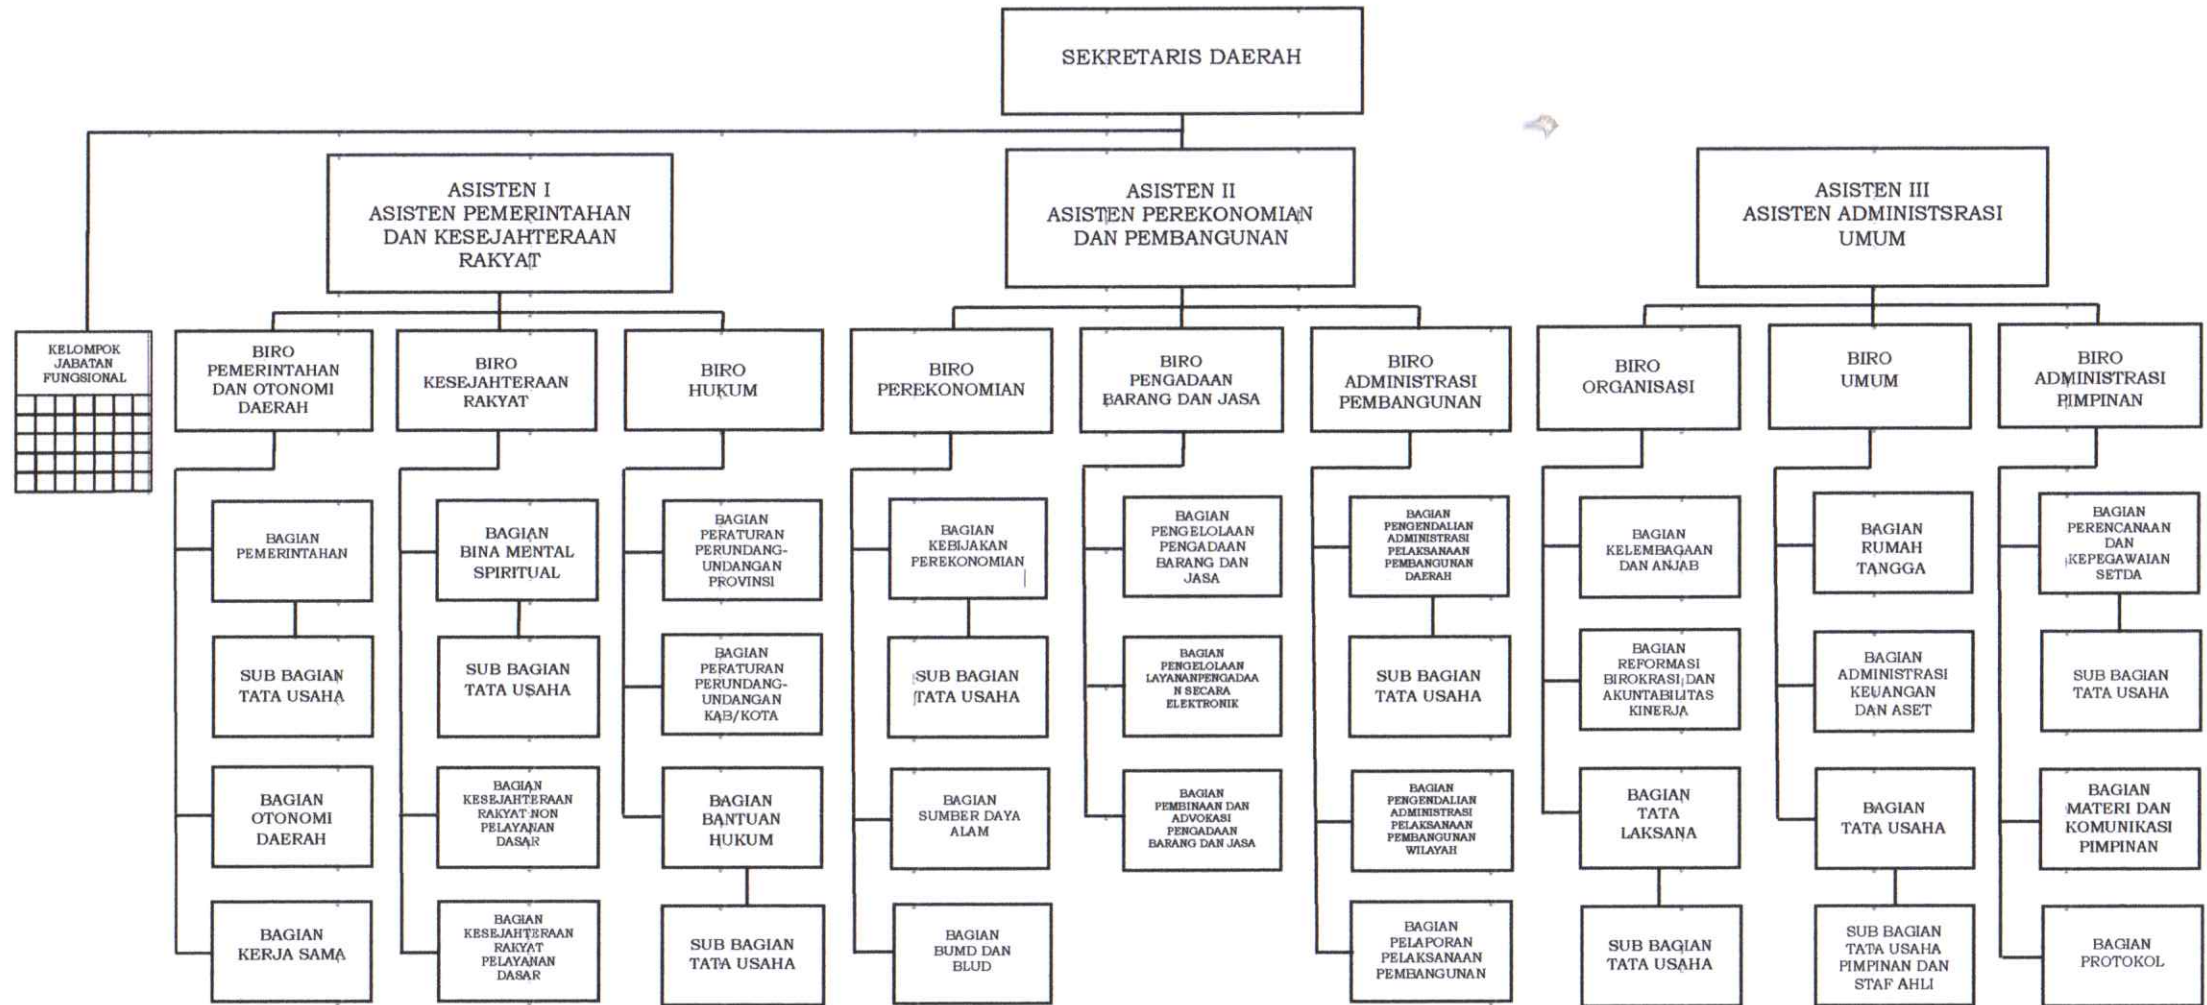 SEKRETARIS DAERAH
ASISTEN I
ASISTEN PEMERINTAHAN
DAN KESEJAHTERAAN
RAKYAT
ASISTEN II
ASISTEN PEREKONOMIAN
DAN PEMBANGUNAN
ASISTEN III
ASISTEN ADMINISTSRASI
UMUM
KELOMPOK
JABATAN
FUNGSIONAL
BIRO
PEMERINTAHAN
DAN OTONOMI
DAERAH
BIRO
KESEJAHTERAAN
RAKYAT
BIRO
HUKUM
BIRO
PEREKONOMIAN
BIRO
PENGADAAN
BARANG DAN JASA
BIRO
ADMINISTRASI
PEMBANGUNAN
BIRO
ORGANISASI
BIRO
UMUM
BIRO
ADMINISTRASI
PIMPINAN
BAGIAN
PEMERINTAHAN
BAGIAN
BINA MENTAL
SPIRITUAL
BAGIAN
PERATURAN
PERUNDANG-
UNDANGAN
PROVINSI
BAGIAN
KEBIJAKAN
PEREKONOMIAN
BAGIAN
PENGELOLAAN
PENGADAAN
BARANG DAN
JASA
BAGIAN
PENGENDALIAN
ADMINISTRASI
PELAKSANAAN
PEMBANGUNAN
DAERAH
BAGIAN
KELEMBAGAAN
DAN ANJAB
BAGIAN
RUMAH
TANGGA
BAGIAN
PERENCANAAN
DAN
KEPEGAWAIAN
SETDA
SUB BAGIAN
TATA USAHA
SUB BAGIAN
TATA USAHA
BAGIAN
PERATURAN
PERUNDANG-
UNDANGAN
KAB/KOTA
SUB BAGIAN
TATA USAHA
BAGIAN
PENGELOLAAN
LAYANANPENGADAA
N SECARA
ELEKTRONIK
SUB BAGIAN
TATA USAHA
BAGIAN
REFORMASI
BIROKRASI DAN
AKUNTABILITAS
KINERJA
BAGIAN
ADMINISTRASI
KEUANGAN
DAN ASET
SUB BAGIAN
TATA USAHA
BAGIAN
OTONOMI
DAERAH
BAGIAN
KESEJAHTERAAN
RAKYAT NON
PELAYANAN
DASAR
BAGIAN
BANTUAN
HUKUM
BAGIAN
SUMBER DAYA
ALAM
BAGIAN
PEMBINAAN DAN
ADVOKASI
PENGADAAN
BARANG DAN JASA
BAGIAN
PENGENDALIAN
ADMINISTRASI
PELAKSANAAN
PEMBANGUNAN
WILAYAH
BAGIAN
TATA
LAKSANA
BAGIAN
TATA USAHA
BAGIAN
MATERI DAN
KOMUNIKASI
PIMPINAN
BAGIAN
KERJA SAMA
BAGIAN
KESEJAHTERAAN
RAKYAT
PELAYANAN
DASAR
SUB BAGIAN
TATA USAHA
BAGIAN
BUMD DAN
BLUD
BAGIAN
PELAPORAN
PELAKSANAAN
PEMBANGUNAN
SUB BAGIAN
TATA USAHA
SUB BAGIAN
TATA USAHA
PIMPINAN DAN
STAF AHLI
BAGIAN
PROTOKOL